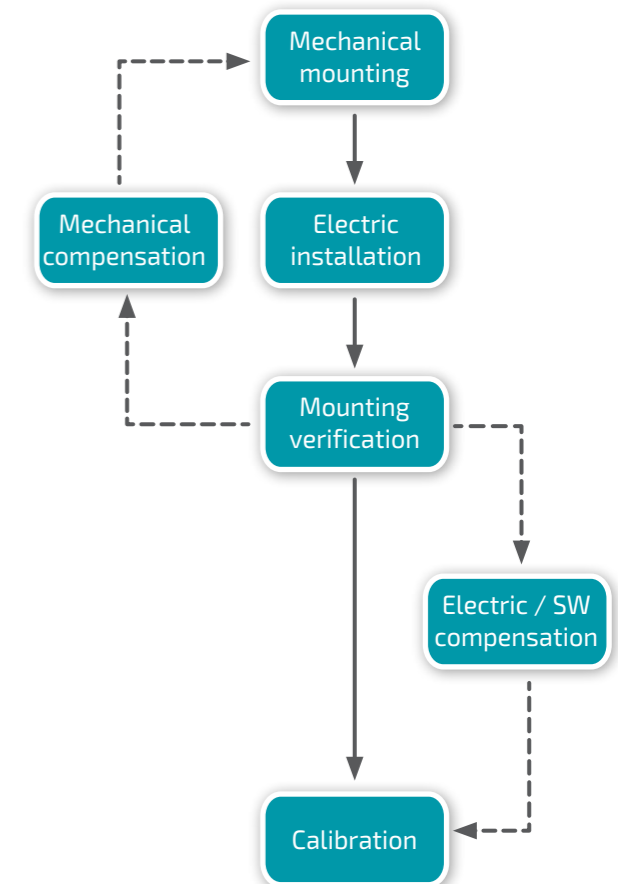 Mechanical
mounting
Mechanical
compensation
Electric
installation
Mounting
verification
Electric / SW
compensation
Calibration